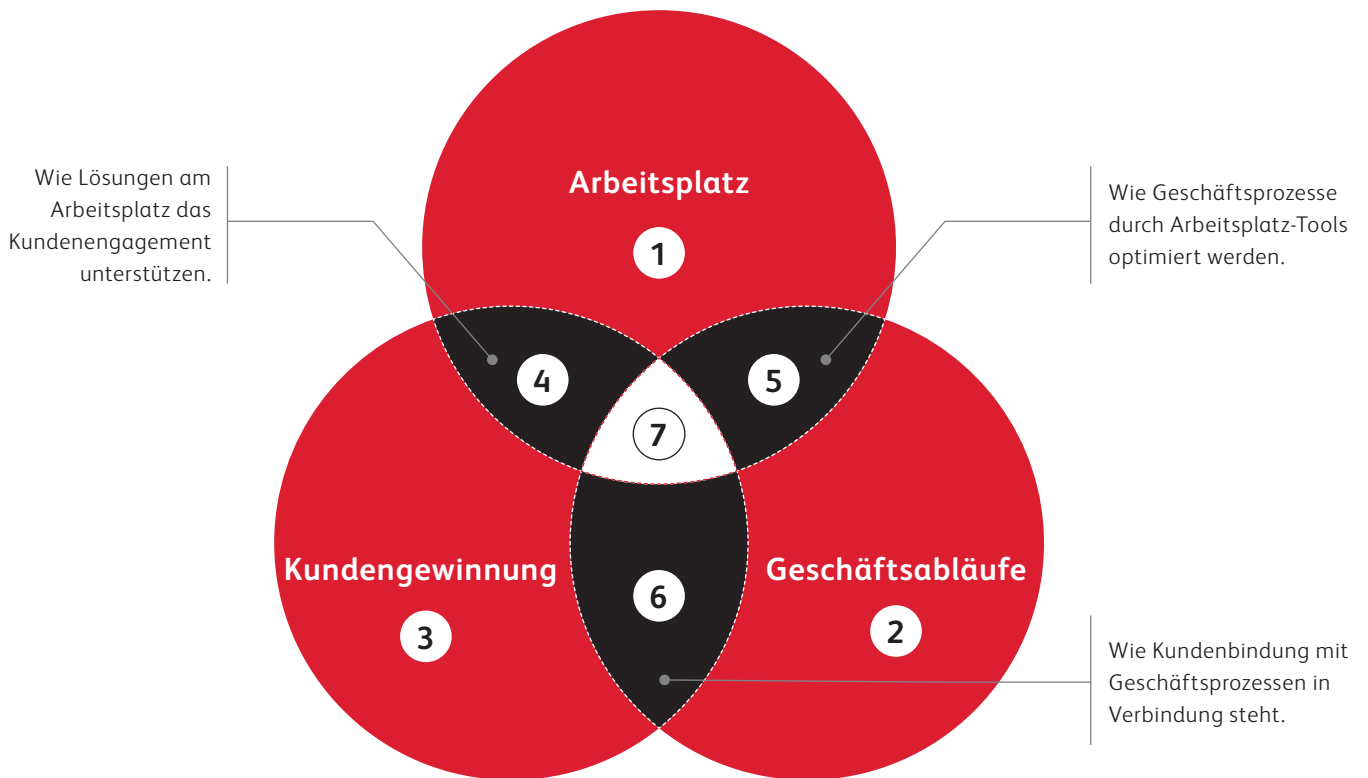 Arbeitsplatz
1
Wie Lösungen am
Arbeitsplatz das
Kundenengagement
unterstützen.
Wie Geschäftsprozesse
durch Arbeitsplatz-Tools
optimiert werden.
4
5
7
Kundengewinnung
3
6
Geschäftsabläufe
2
Wie Kundenbindung mit
Geschäftsprozessen in
Verbindung steht.